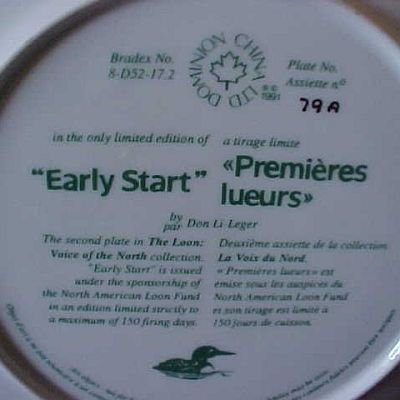 Bradex No.
8-D52-17.2
DOMINION CHINA LTD
1991
Plate No.
Assiette n°
79A
in the only limited edition of
"Early Start"
a tirage limite
«Premières
lueurs»
by
par Don Li-Leger
The second plate in The Loon:
Voice of the North collection.
"Early Start" is issued
under the sponsorship of
the North American Loon Fund
in an edition limited strictly to
a maximum of 150 firing days.
Deuxième assiette de la collection
La Voix du Nord.
«Premières lueurs» est
émise sous les auspices du
North American Loon Fund
et son tirage est limité à
150 jours de cuisson.